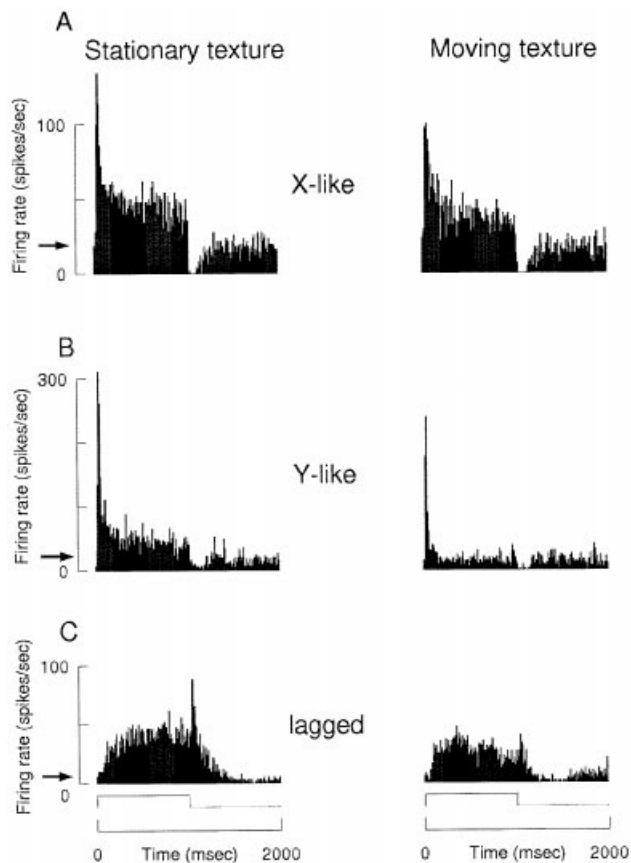 A
Stationary texture
Moving texture
Firing rate (spikes/sec)
100
0
X-like
B
Firing rate (spikes/sec)
300
0
Y-like
C
Firing rate (spikes/sec)
100
0
lagged
0 Time (msec) 2000
0 Time (msec) 2000